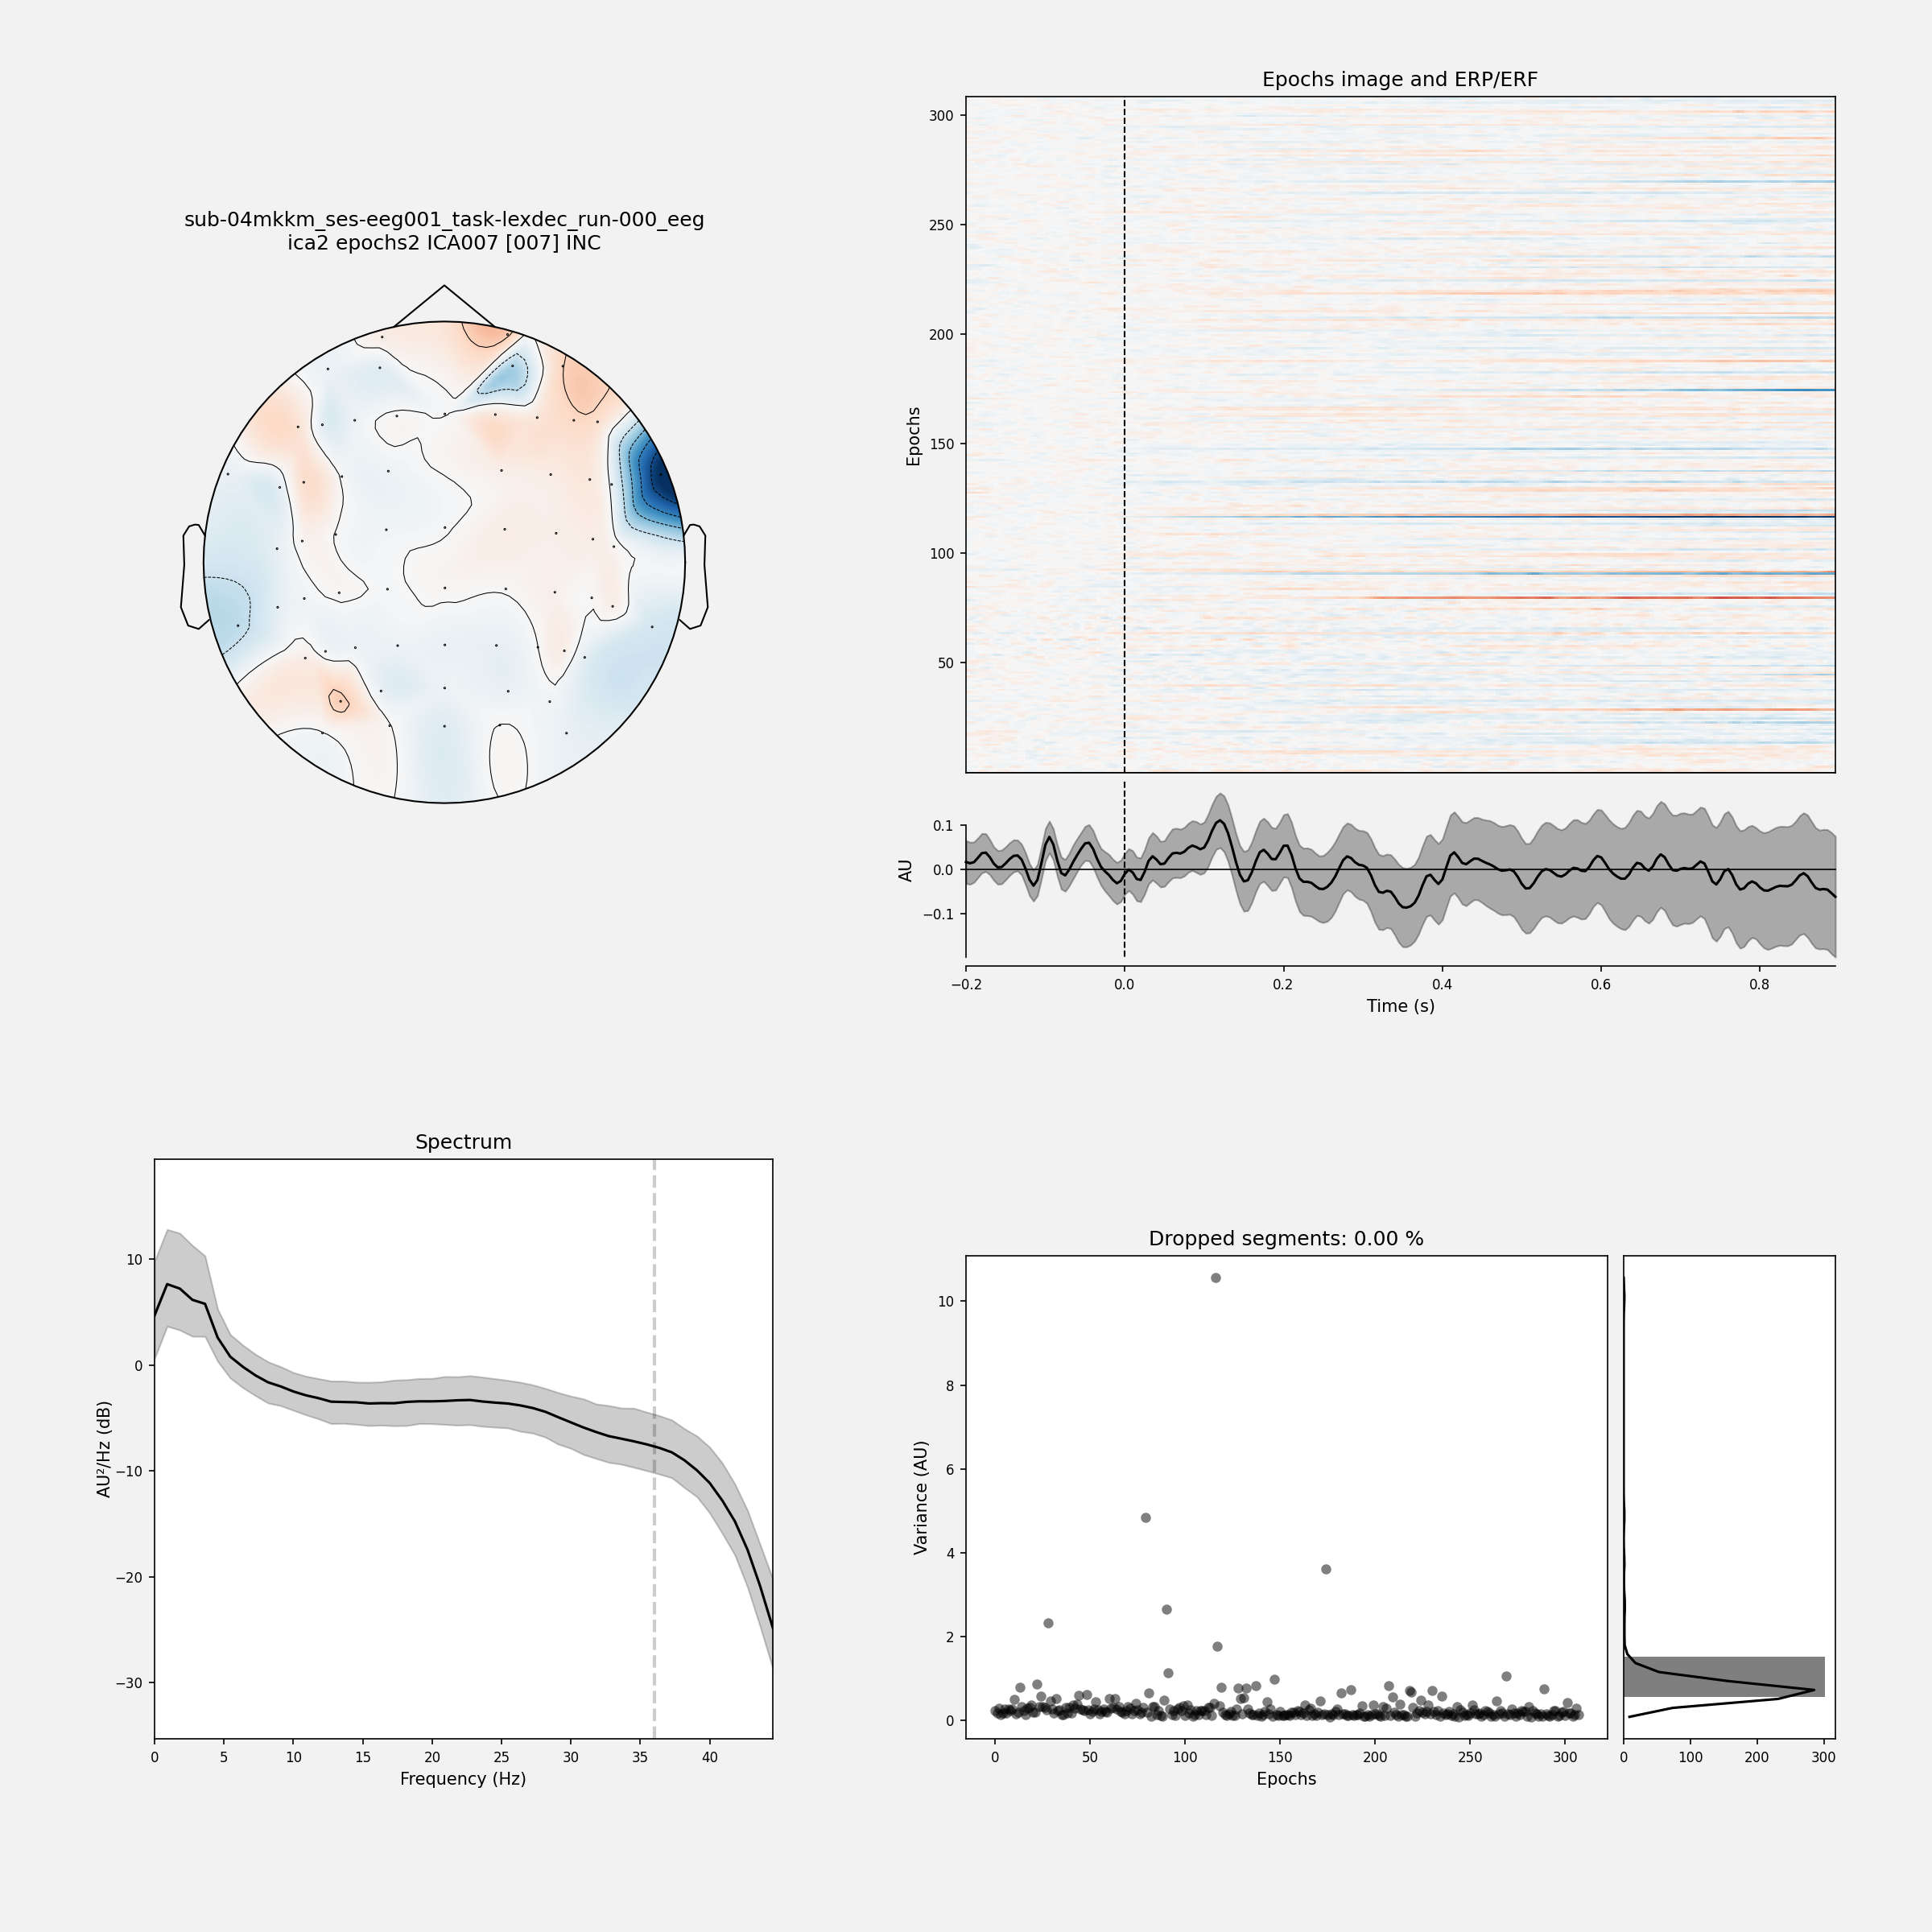 sub-04mkkm_ses-eeg001_task-lexdec_run-000_eeg
ica2 epochs2 ICA007 [007] INC
Epochs image and ERP/ERF
300
250
200
150
100
50
Epochs
0.1
0.0
−0.1
AU
−0.2 0.0 0.2 0.4 0.6 0.8
Time (s)
Spectrum
10
0
−10
−20
−30
AU²/Hz (dB)
0 5 10 15 20 25 30 35 40
Frequency (Hz)
Dropped segments: 0.00 %
10
8
6
4
2
0
Variance (AU)
0 50 100 150 200 250 300
Epochs
0 100 200 300